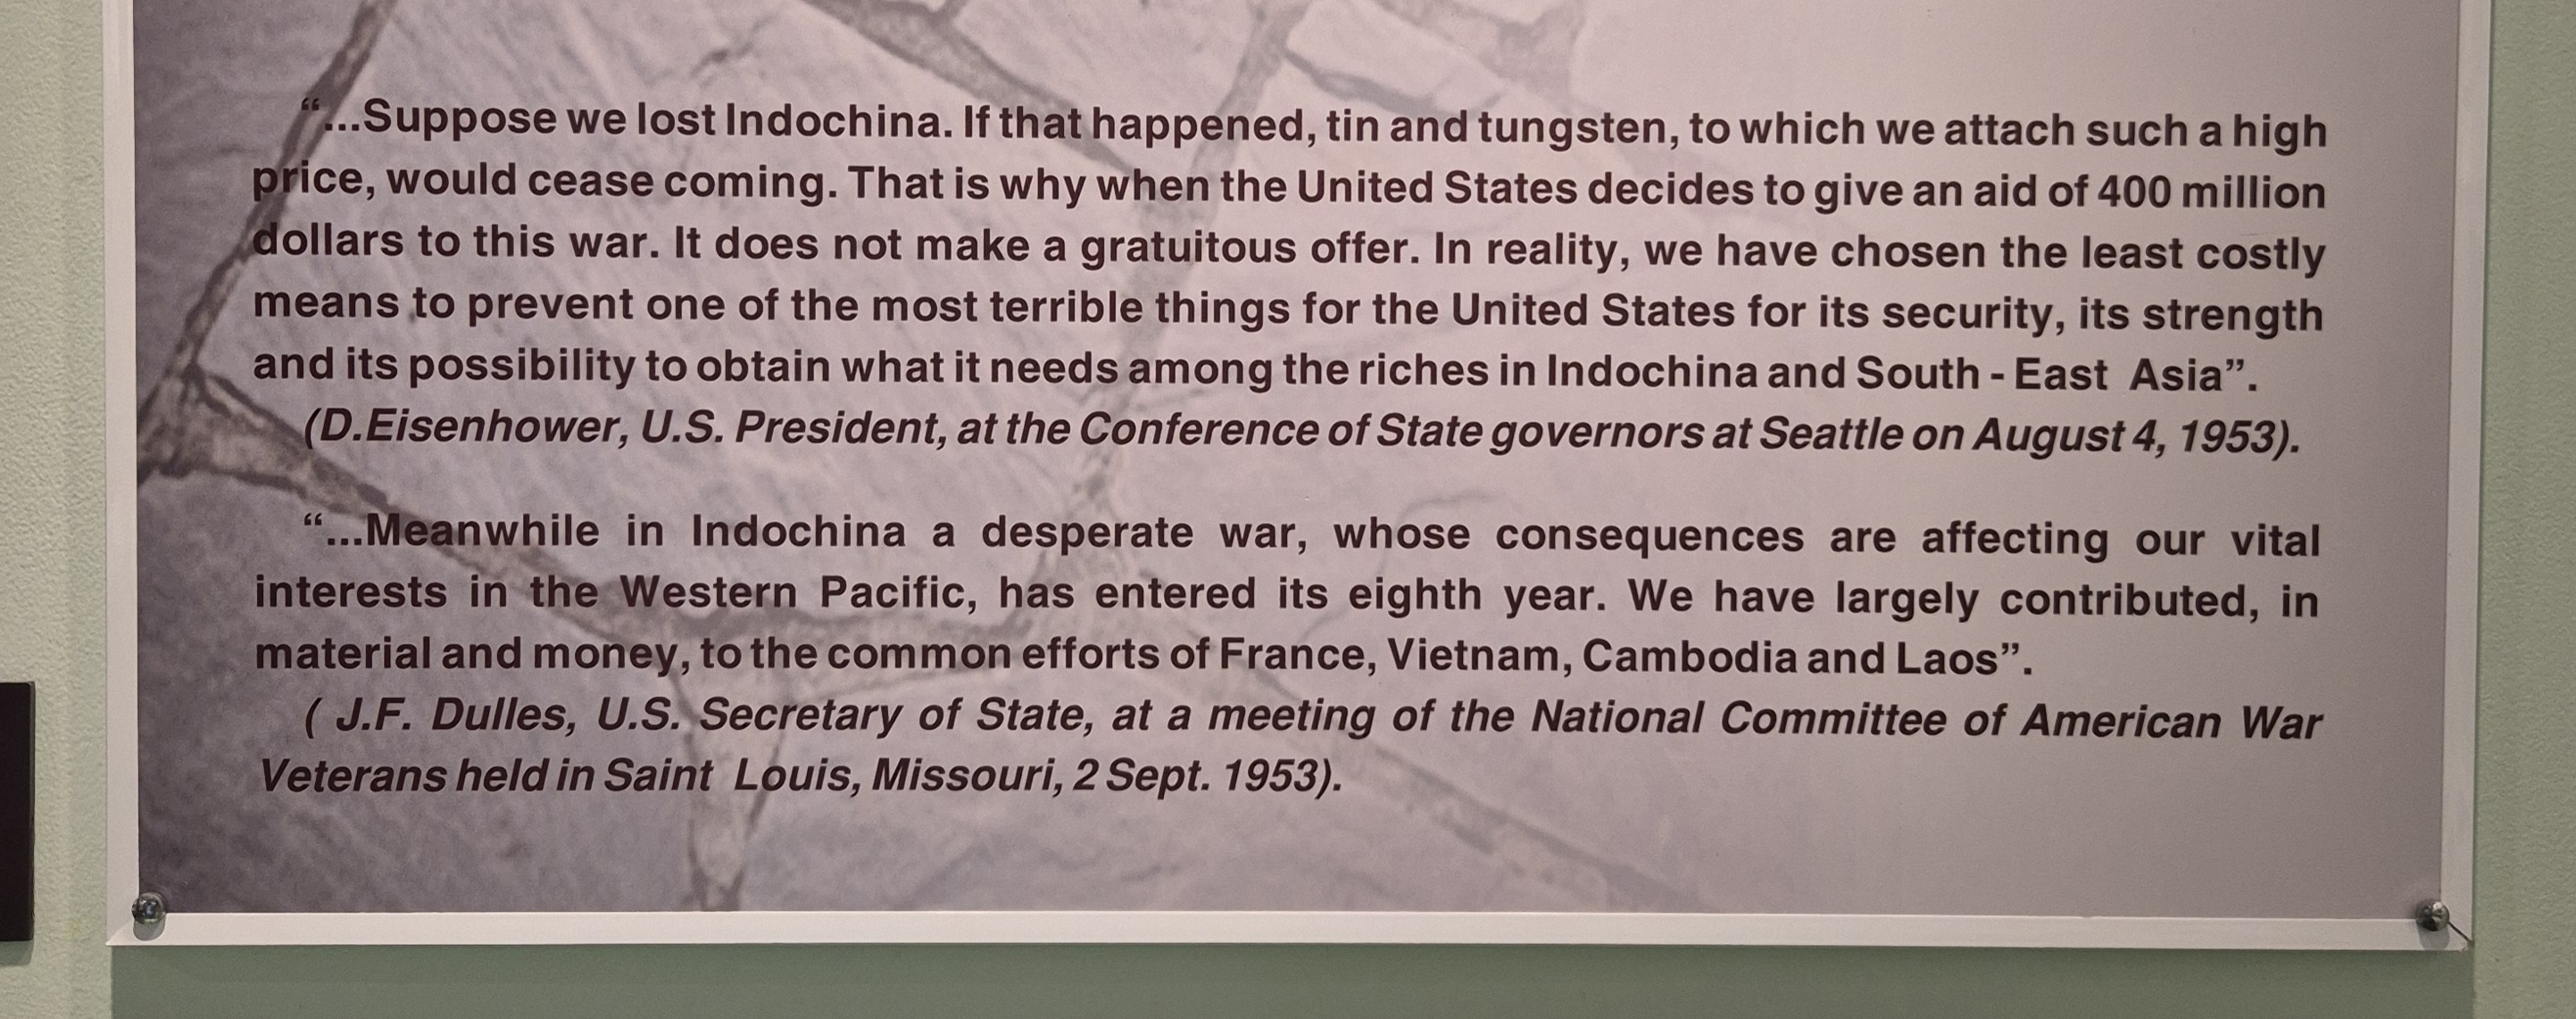 “...Suppose we lost Indochina. If that happened, tin and tungsten, to which we attach such a high
price, would cease coming. That is why when the United States decides to give an aid of 400 million
dollars to this war. It does not make a gratuitous offer. In reality, we have chosen the least costly
means to prevent one of the most terrible things for the United States for its security, its strength
and its possibility to obtain what it needs among the riches in Indochina and South - East Asia”.
(D.Eisenhower, U.S. President, at the Conference of State governors at Seattle on August 4, 1953).
“...Meanwhile in Indochina a desperate war, whose consequences are affecting our vital
interests in the Western Pacific, has entered its eighth year. We have largely contributed, in
material and money, to the common efforts of France, Vietnam, Cambodia and Laos”.
( J.F. Dulles, U.S. Secretary of State, at a meeting of the National Committee of American War
Veterans held in Saint Louis, Missouri, 2 Sept. 1953).